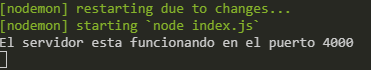 [nodemon] restarting due to changes...
[nodemon] starting `node index.js`
El servidor esta funcionando en el puerto 4000